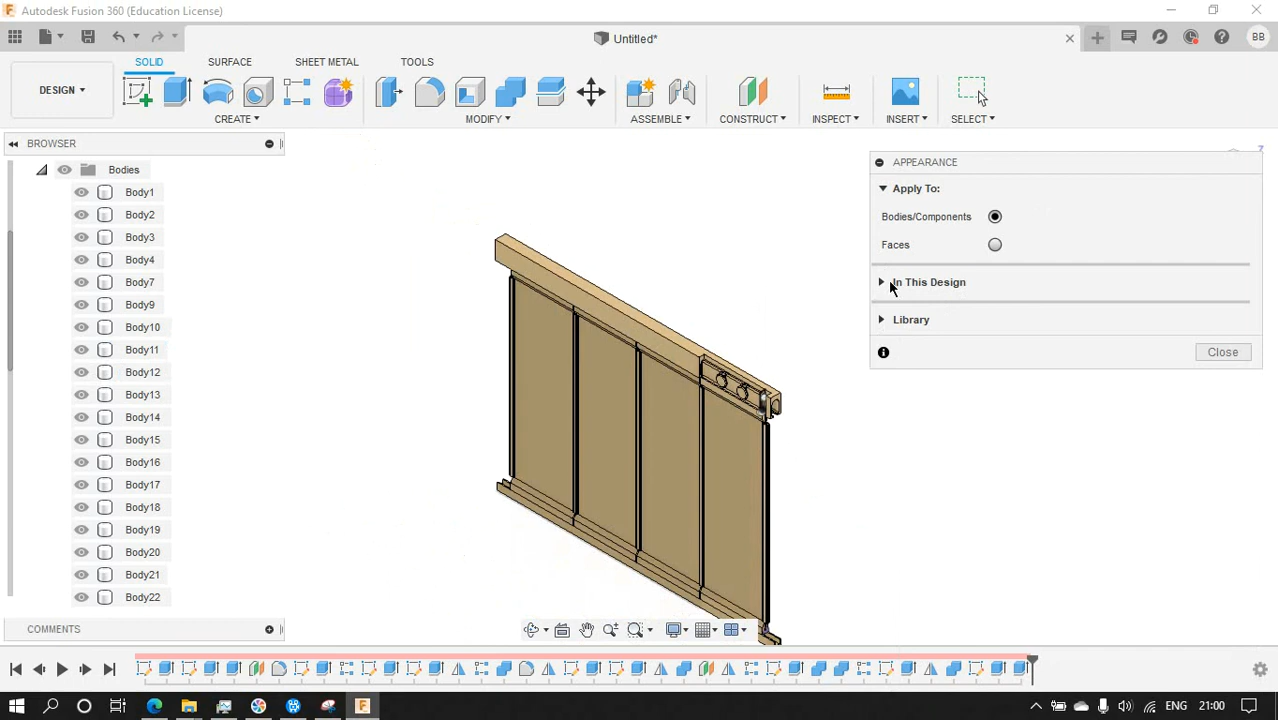 Autodesk Fusion 360 (Education License)
Untitled*
BB
SOLID SURFACE SHEET METAL TOOLS
DESIGN
CREATE MODIFY ASSEMBLE CONSTRUCT INSPECT INSERT SELECT
BROWSER
Bodies
Body1
Body2
Body3
Body4
Body7
Body9
Body10
Body11
Body12
Body13
Body14
Body15
Body16
Body17
Body18
Body19
Body20
Body21
Body22
COMMENTS
Z
APPEARANCE
Apply To:
Bodies/Components
Faces
In This Design
Library
Close
ENG 21:00